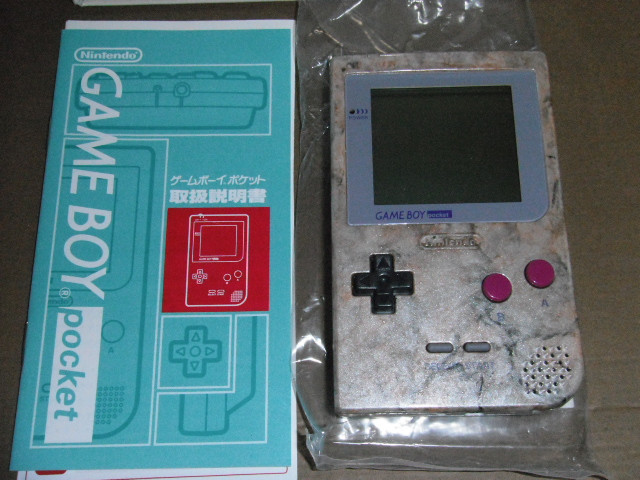 Nintendo
GAME BOY® pocket
ゲームボーイポケット
取扱説明書
A
GAME BOY pocket
Nintendo
B
A